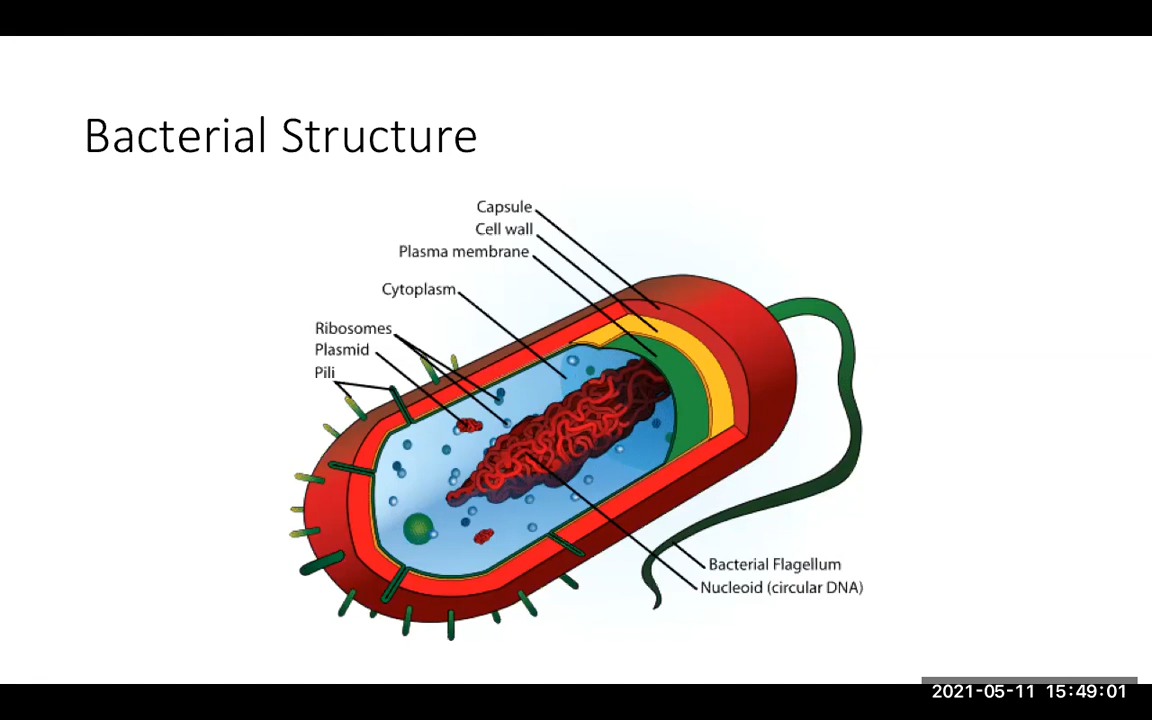 Bacterial Structure
Capsule
Cell wall
Plasma membrane
Cytoplasm
Ribosomes
Plasmid
Pili
Bacterial Flagellum
Nucleoid (circular DNA)
2021-05-11 15:49:01